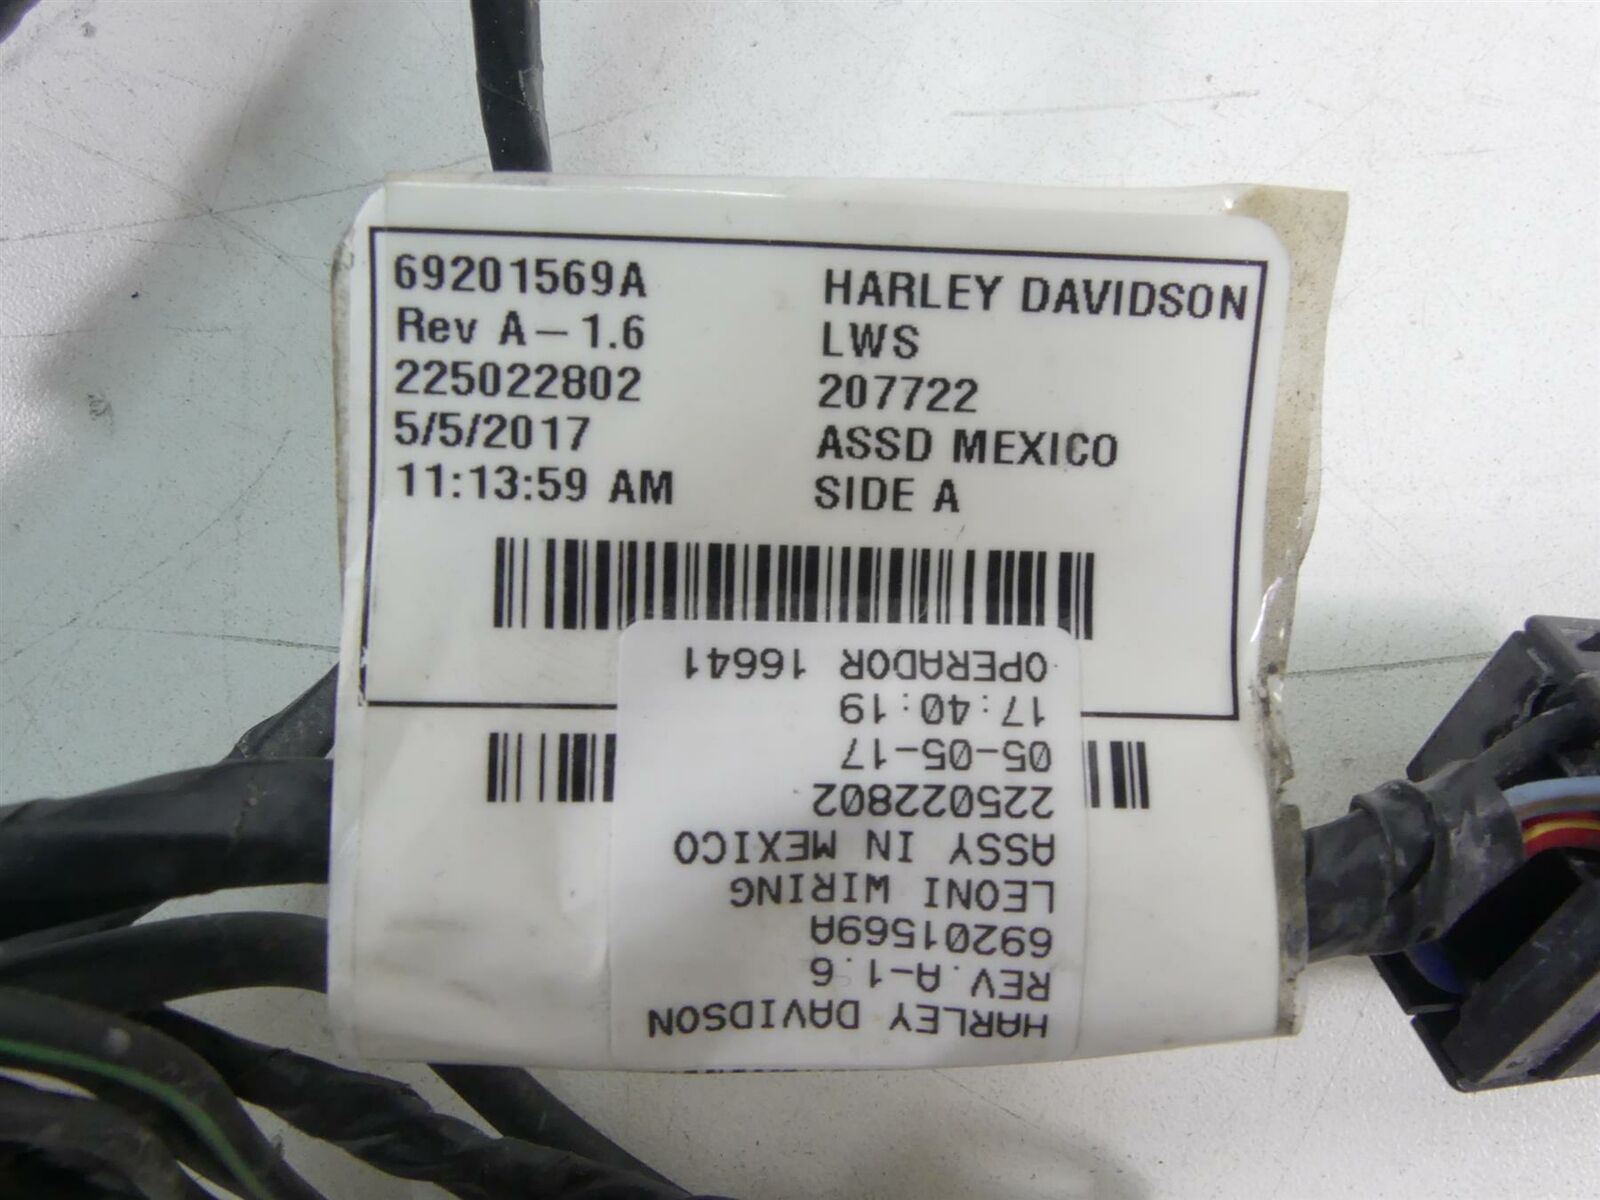 69201569A
Rev A-1.6
225022802
5/5/2017
11:13:59 AM
HARLEY DAVIDSON
LWS
207722
ASSD MEXICO
SIDE A
HARLEY DAVIDSON
REV.A-1.6
69201569A
LEONI WIRING
ASSY IN MEXICO
225022802
05-05-17
17:40:19
OPERADOR 16641